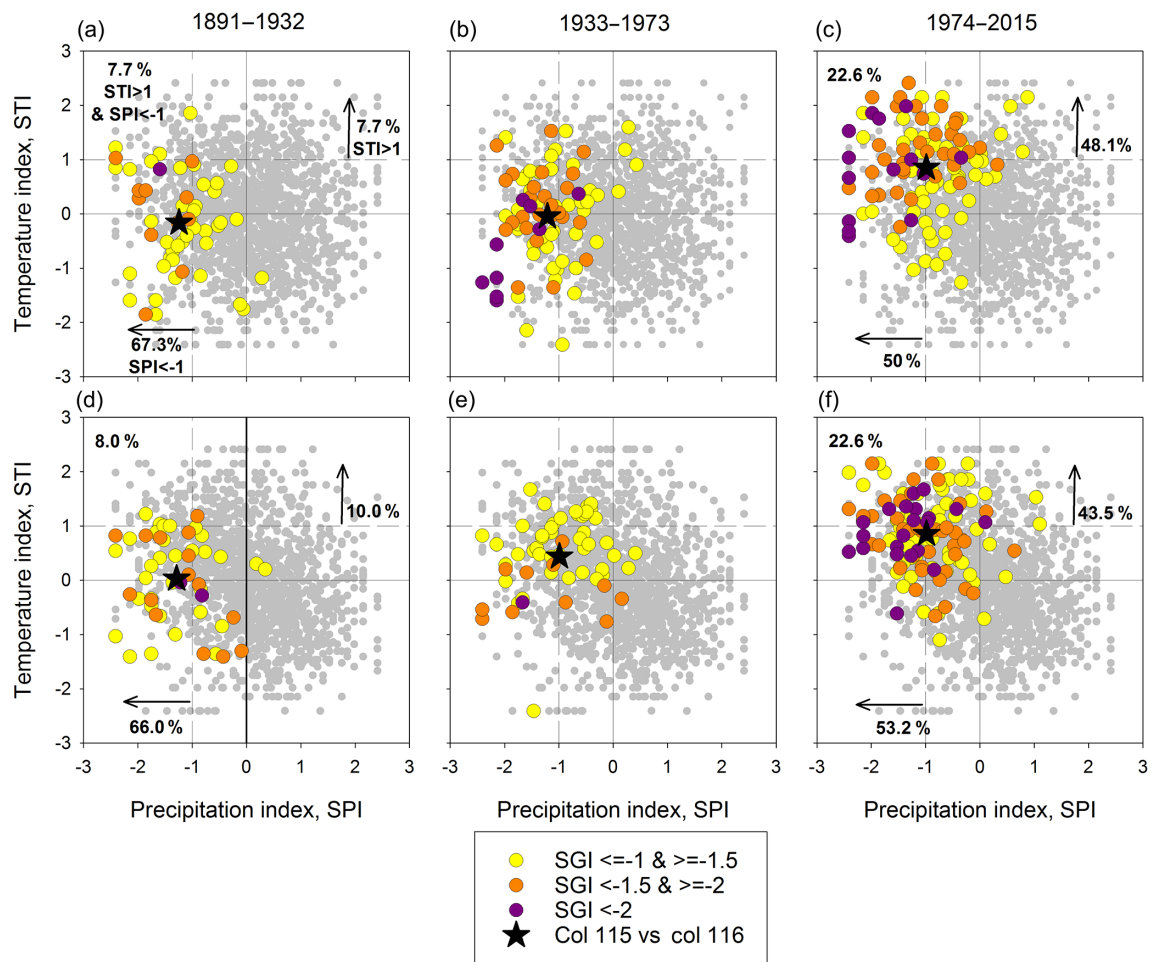 1891–1932
1933–1973
1974–2015
(a)
(b)
(c)
3
2
1
0
-1
-2
-3
Temperature index, STI
7.7 %
STI>1
& SPI<-1
7.7 %
STI>1
67.3%
SPI<-1
22.6 %
48.1%
50 %
(d)
(e)
(f)
3
2
1
0
-1
-2
-3
Temperature index, STI
8.0 %
10.0 %
66.0 %
22.6 %
43.5 %
53.2 %
-3 -2 -1 0 1 2 3
-3 -2 -1 0 1 2 3
-3 -2 -1 0 1 2 3
Precipitation index, SPI
Precipitation index, SPI
Precipitation index, SPI
SGI <=-1 & >=-1.5
SGI <-1.5 & >=-2
SGI <-2
Col 115 vs col 116